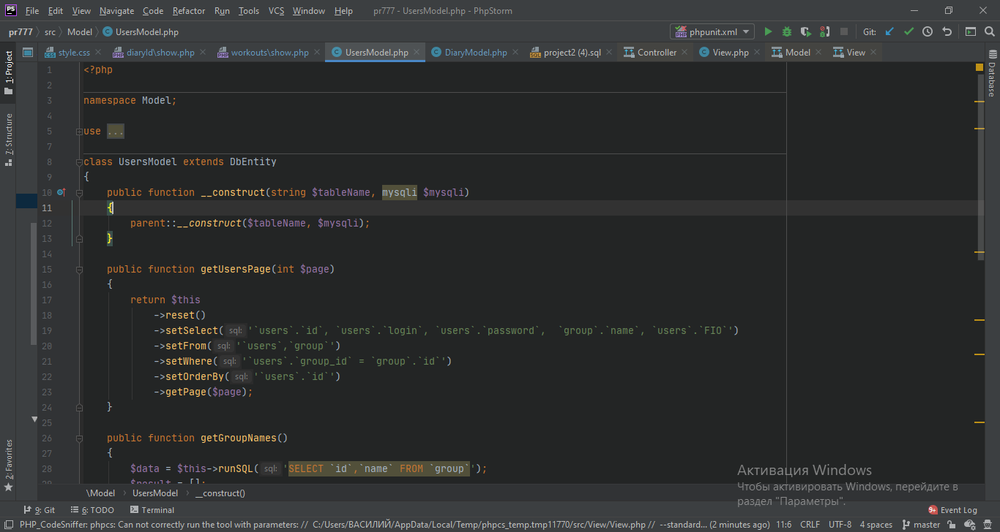 PS File Edit View Navigate Code Refactor Run Tools VCS Window Help pr777 - UsersModel.php - PhpStorm
pr777 src Model C UsersModel.php phpunit.xml Git:
style.css diaryId\show.php workouts\show.php UsersModel.php DiaryModel.php project2 (4).sql Controller View.php Model View
1: Project
7: Structure
2: Favorites
Database
1 <?php
2
3 namespace Model;
4
5 use ...
7
8 class UsersModel extends DbEntity
9 {
10 public function __construct(string $tableName, mysqli $mysqli)
11 {
12 parent::__construct($tableName, $mysqli);
13 }
14
15 public function getUsersPage(int $page)
16 {
17 return $this
18 ->reset()
19 ->setSelect( sql: '`users`.`id`, `users`.`login`, `users`.`password`,  `group`.`name`, `users`.`FIO`')
20 ->setFrom( sql: '`users`,`group`')
21 ->setWhere( sql: '`users`.`group_id` = `group`.`id`')
22 ->setOrderBy( sql: '`users`.`id`')
23 ->getPage($page);
24 }
25
26 public function getGroupNames()
27 {
28 $data = $this->runSQL( sql: 'SELECT `id`,`name` FROM `group`');
29 $result = [];
Активация Windows
Чтобы активировать Windows, перейдите в
раздел "Параметры".
\Model UsersModel __construct()
9: Git 6: TODO Terminal 9+ Event Log
PHP_CodeSniffer: phpcs: Can not correctly run the tool with parameters: // C:/Users/ВАСИЛИЙ/AppData/Local/Temp/phpcs_temp.tmp11770/src/View/View.php // --standard... (2 minutes ago) 11:6 CRLF UTF-8 4 spaces master